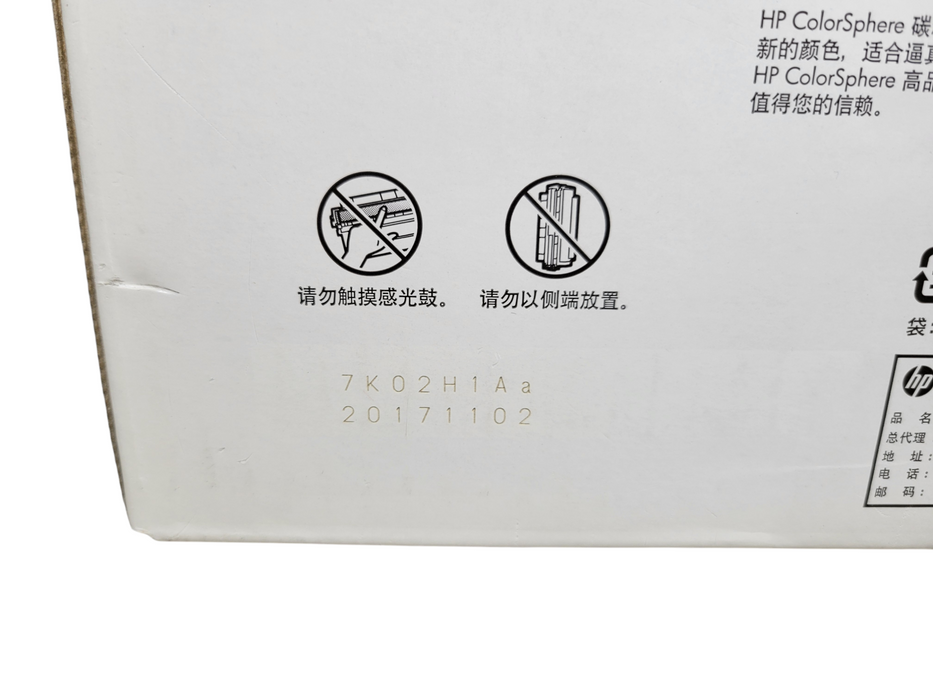 HP ColorSphere 碳
新的颜色，适合逼真
HP ColorSphere 高品
值得您的信赖。
请勿触摸感光鼓。
请勿以侧端放置。
袋:
hp
品 名
总代理
地 址:
电 话:
邮 码:
7K02H1Aa
20171102